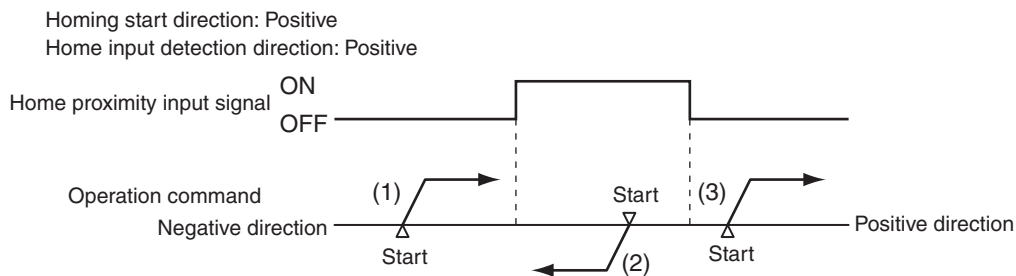 Homing start direction: Positive
Home input detection direction: Positive
ON
Home proximity input signal
OFF
Operation command
(1)
Start
(3)
Negative direction
Positive direction
Start
(2)
Start